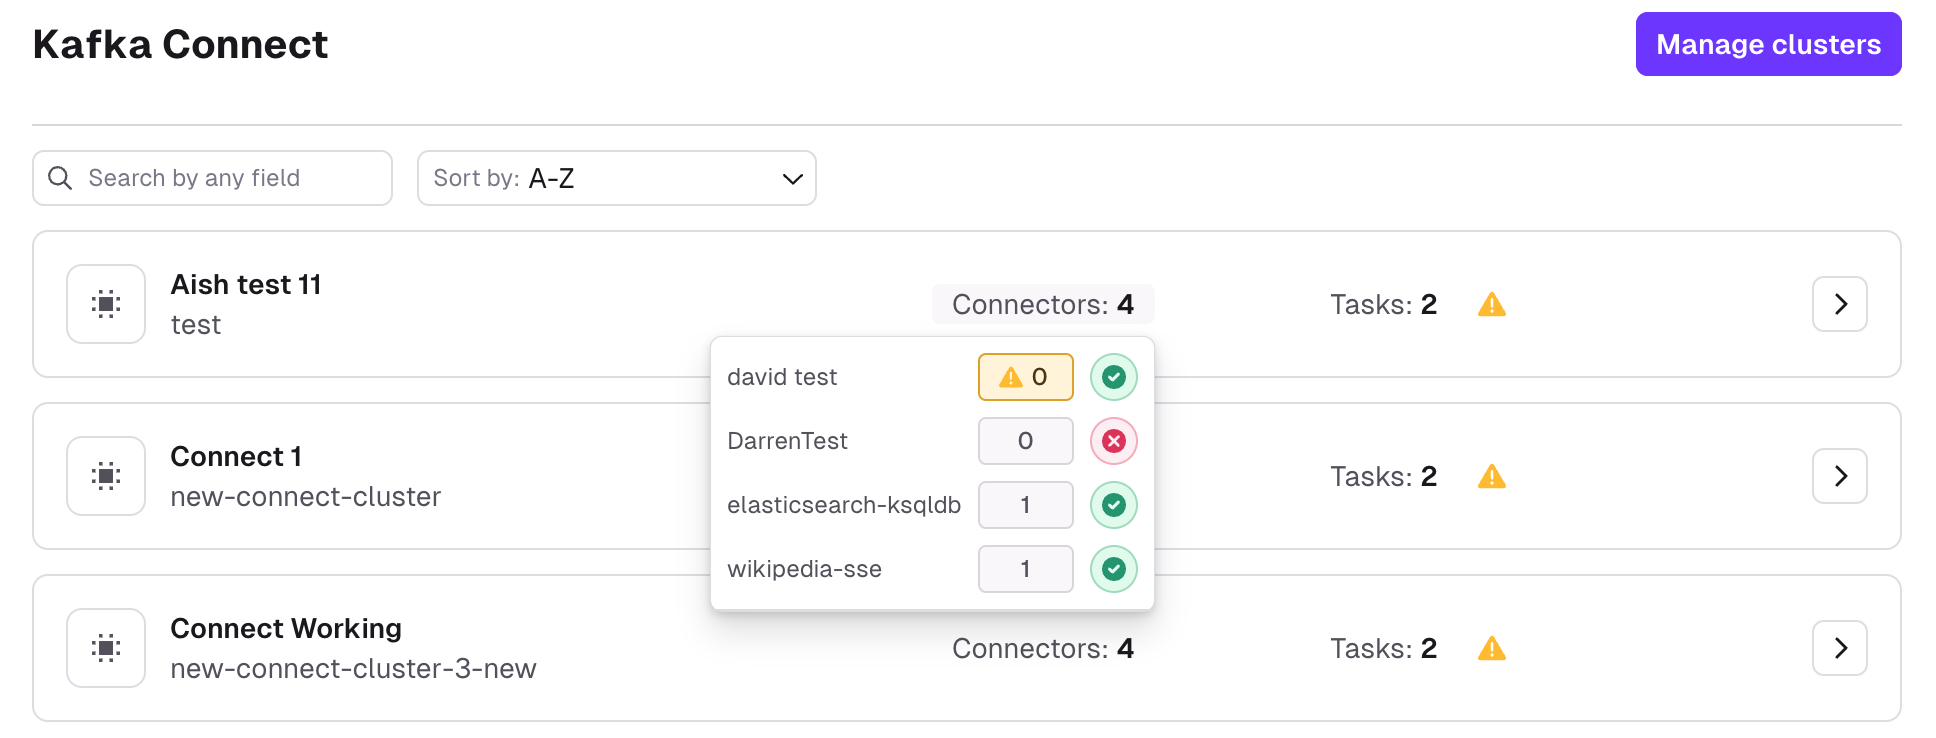 Kafka Connect
Manage clusters
Search by any field
Sort by: A-Z
Aish test 11
test
Connectors: 4
Tasks: 2
david test 0
DarrenTest 0
elasticsearch-ksqldb 1
wikipedia-sse 1
Connect 1
new-connect-cluster
Tasks: 2
Connect Working
new-connect-cluster-3-new
Connectors: 4
Tasks: 2